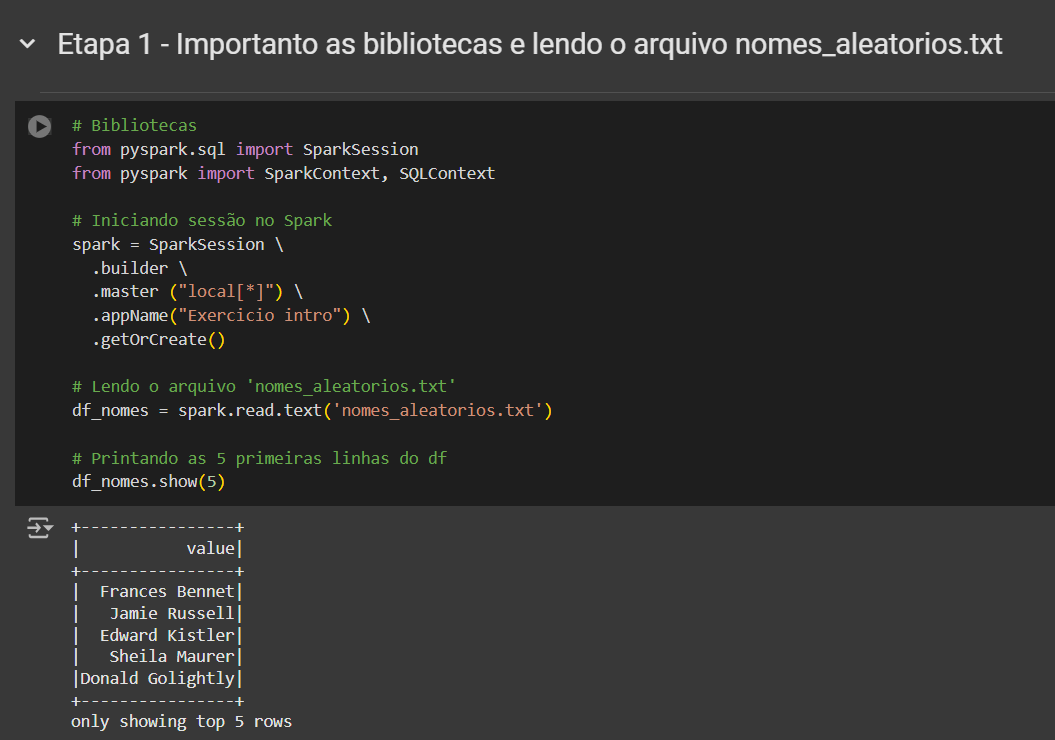 Etapa 1 - Importanto as bibliotecas e lendo o arquivo nomes_aleatorios.txt
# Bibliotecas
from pyspark.sql import SparkSession
from pyspark import SparkContext, SQLContext
# Iniciando sessão no Spark
spark = SparkSession \
  .builder \
  .master ("local[*]") \
  .appName("Exercicio intro") \
  .getOrCreate()
# Lendo o arquivo 'nomes_aleatorios.txt'
df_nomes = spark.read.text('nomes_aleatorios.txt')
# Printando as 5 primeiras linhas do df
df_nomes.show(5)
+----------------+
|           value|
+----------------+
|  Frances Bennet|
|   Jamie Russell|
|  Edward Kistler|
|   Sheila Maurer|
|Donald Golightly|
+----------------+
only showing top 5 rows